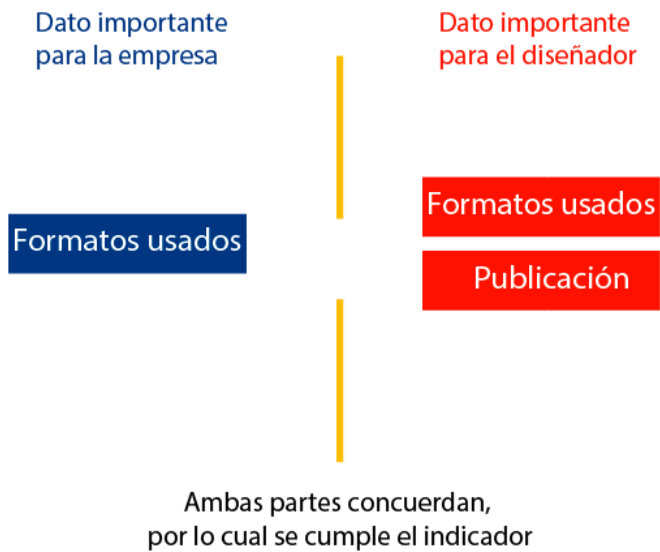 Dato importante
para la empresa
Dato importante
para el diseñador
Formatos usados
Formatos usados
Publicación
Ambas partes concuerdan,
por lo cual se cumple el indicador